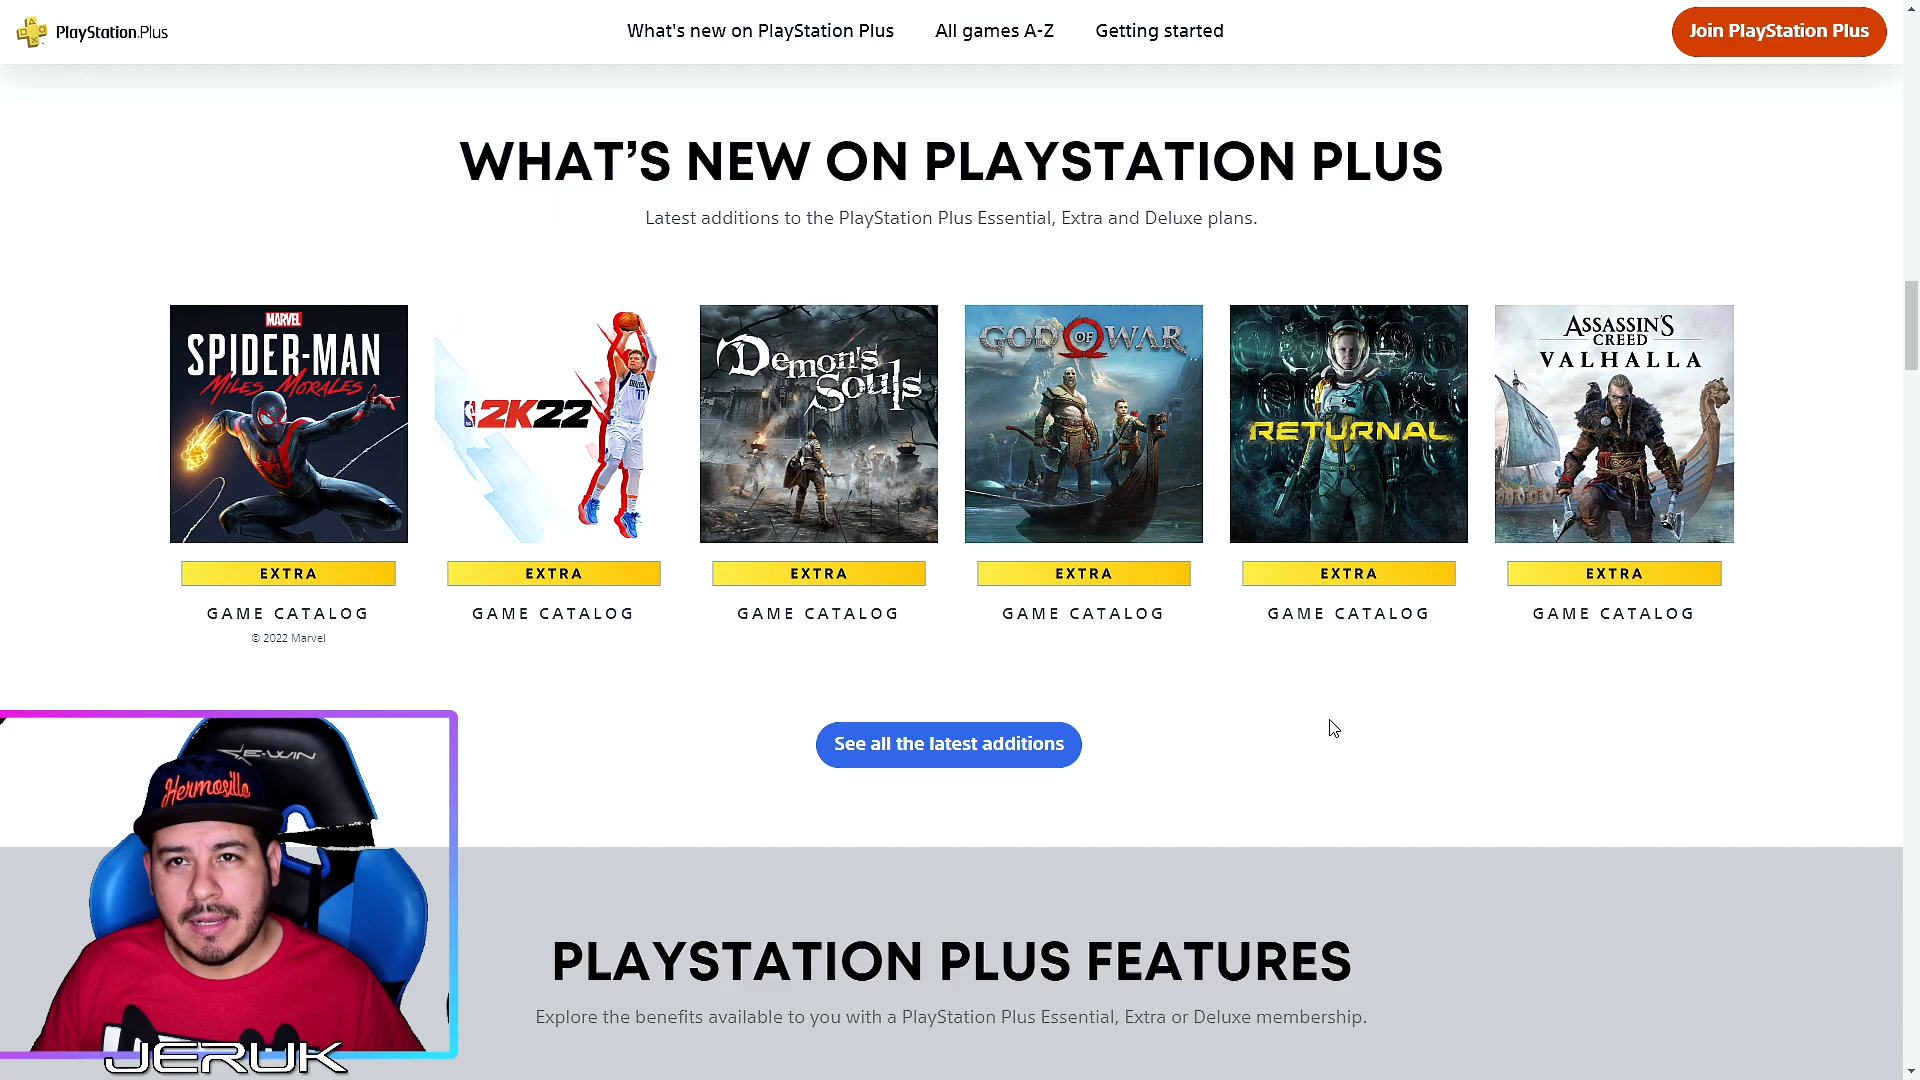 PlayStation.Plus
What's new on PlayStation Plus
All games A-Z
Getting started
Join PlayStation Plus
WHAT’S NEW ON PLAYSTATION PLUS
Latest additions to the PlayStation Plus Essential, Extra and Deluxe plans.
MARVEL
SPIDER-MAN
MILES MORALES
2K22
77
Demon's
Souls
GOD OF WAR
RETURNAL
ASSASSIN'S
CREED
VALHALLA
EXTRA
EXTRA
EXTRA
EXTRA
EXTRA
EXTRA
GAME CATALOG
GAME CATALOG
GAME CATALOG
GAME CATALOG
GAME CATALOG
GAME CATALOG
© 2022 Marvel
See all the latest additions
E-WIN
Hermosillo
PLAYSTATION PLUS FEATURES
Explore the benefits available to you with a PlayStation Plus Essential, Extra or Deluxe membership.
JERUK